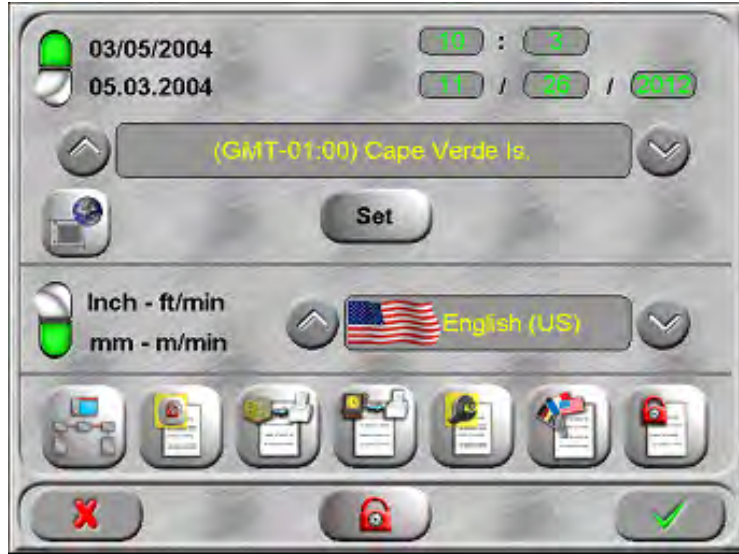 03/05/2004
10 : 3
05.03.2004
11 / 26 / 2012
(GMT-01:00) Cape Verde Is.
Set
Inch - ft/min
mm - m/min
English (US)